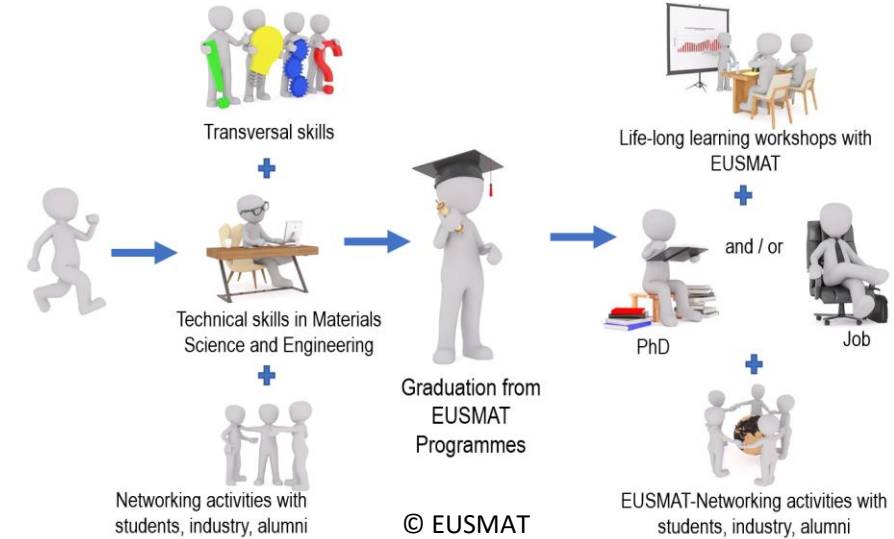 Transversal skills
Technical skills in Materials
Science and Engineering
Networking activities with
students, industry, alumni
Graduation from
EUSMAT
Programmes
© EUSMAT
Life-long learning workshops with
EUSMAT
and / or
PhD
Job
EUSMAT-Networking activities with
students, industry, alumni